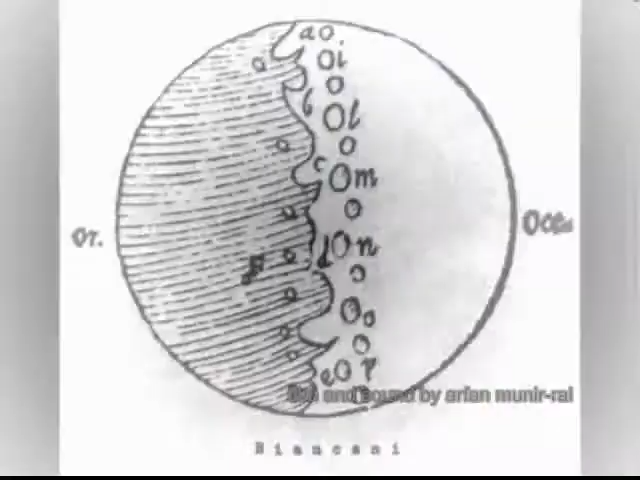 a o.
O i
b
O l
c
O m
Or.
Occ
d O n
O o
e O p
and sound by arfan munir-rai
Biancani